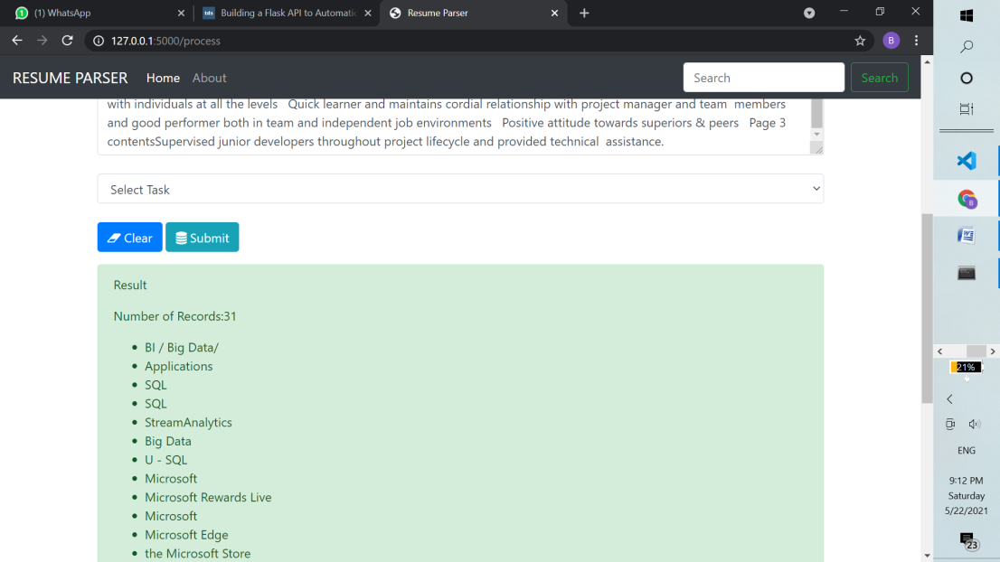 (1) WhatsApp
Building a Flask API to Automatic
Resume Parser
127.0.0.1:5000/process
B
RESUME PARSER
Home
About
Search
Search
with individuals at all the levels Quick learner and maintains cordial relationship with project manager and team members
and good performer both in team and independent job environments Positive attitude towards superiors & peers Page 3
contentsSupervised junior developers throughout project lifecycle and provided technical assistance.
Select Task
Clear
Submit
Result
Number of Records:31
BI / Big Data/
Applications
SQL
SQL
StreamAnalytics
Big Data
U - SQL
Microsoft
Microsoft Rewards Live
Microsoft
Microsoft Edge
the Microsoft Store
21%
ENG
9:12 PM
Saturday
5/22/2021
23